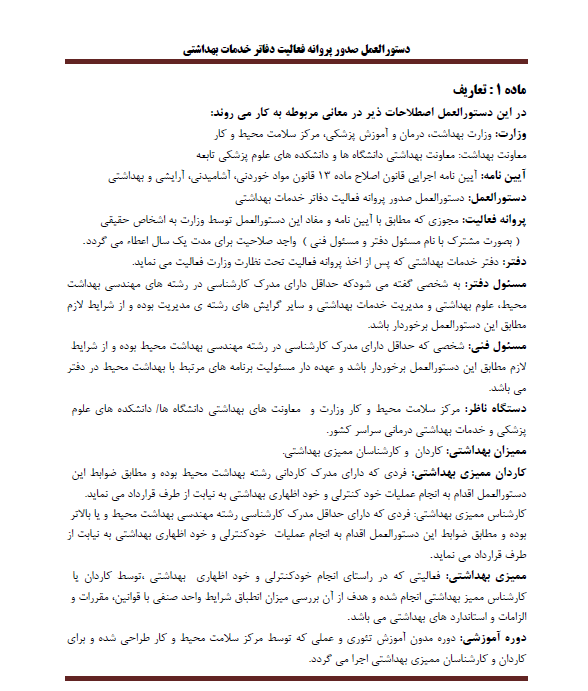 دستورالعمل صدور پروانه فعالیت دفاتر خدمات بهداشتی
ماده ۱ : تعاریف
در این دستورالعمل اصطلاحات ذیر در معانی مربوطه به کار می روند:
وزارت: وزارت بهداشت، درمان و آموزش پزشکی، مرکز سلامت محیط و کار
معاونت بهداشت: معاونت بهداشتی دانشگاه ها و دانشکده های علوم پزشکی تابعه
آیین نامه: آیین نامه اجرایی قانون اصلاح ماده ۱۳ قانون مواد خوردنی، آشامیدنی، آرایشی و بهداشتی
دستورالعمل: دستورالعمل صدور پروانه فعالیت دفاتر خدمات بهداشتی
پروانه فعالیت: مجوزی که مطابق با آیین نامه و مفاد این دستورالعمل توسط وزارت به اشخاص حقیقی
( بصورت مشترک با نام مسئول دفتر و مسئول فنی ) واجد صلاحیت برای مدت یک سال اعطاء می گردد.
دفتر: دفتر خدمات بهداشتی که پس از اخذ پروانه فعالیت تحت نظارت وزارت فعالیت می نماید.
مسئول دفتر: به شخصی گفته می شودکه حداقل دارای مدرک کارشناسی در رشته های مهندسی بهداشت
محیط، علوم بهداشتی و مدیریت خدمات بهداشتی و سایر گرایش های رشته ی مدیریت بوده و از شرایط لازم
مطابق این دستورالعمل برخوردار باشد.
مسئول فنی: شخصی که حداقل دارای مدرک کارشناسی در رشته مهندسی بهداشت محیط بوده و از شرایط
لازم مطابق این دستورالعمل برخوردار باشد و عهده دار مسئولیت برنامه های مرتبط با بهداشت محیط در دفتر
می باشد.
دستگاه ناظر: مرکز سلامت محیط و کار وزارت و معاونت های بهداشتی دانشگاه ها/ دانشکده های علوم
پزشکی و خدمات بهداشتی درمانی سراسر کشور.
ممیزان بهداشتی: کاردان و کارشناسان ممیزی بهداشتی.
کاردان ممیزی بهداشتی: فردی که دارای مدرک کاردانی رشته بهداشت محیط بوده و مطابق ضوابط این
دستورالعمل اقدام به انجام عملیات خود کنترلی و خود اظهاری بهداشتی به نیابت از طرف قرارداد می نماید.
کارشناس ممیزی بهداشتی: فردی که دارای حداقل مدرک کارشناسی رشته مهندسی بهداشت محیط و یا بالاتر
بوده و مطابق ضوابط این دستورالعمل اقدام به انجام عملیات خودکنترلی و خود اظهاری بهداشتی به نیابت از
طرف قرارداد می نماید.
ممیزی بهداشتی: فعالیتی که در راستای انجام خودکنترلی و خود اظهاری بهداشتی ،توسط کاردان یا
کارشناس ممیز بهداشتی انجام شده و هدف از آن بررسی میزان انطباق شرایط واحد صنفی با قوانین، مقررات و
الزامات و استاندارد های بهداشتی می باشد.
دوره آموزشی: دوره مدون آموزش تئوری و عملی که توسط مرکز سلامت محیط و کار طراحی شده و برای
کاردان و کارشناسان ممیزی بهداشتی اجرا می گردد.